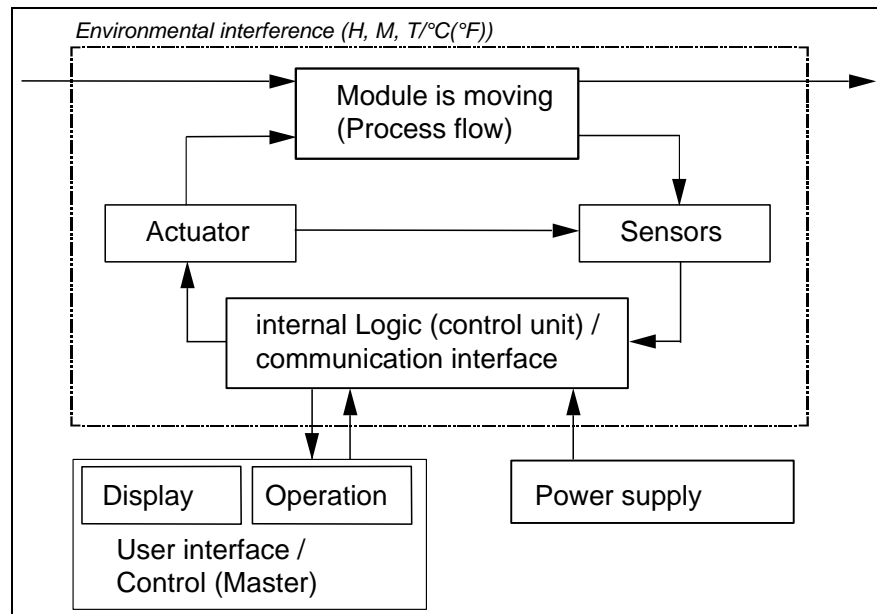 Environmental interference (H, M, T/°C(°F))
Module is moving
(Process flow)
Actuator
Sensors
internal Logic (control unit) /
communication interface
Display
Operation
Power supply
User interface /
Control (Master)